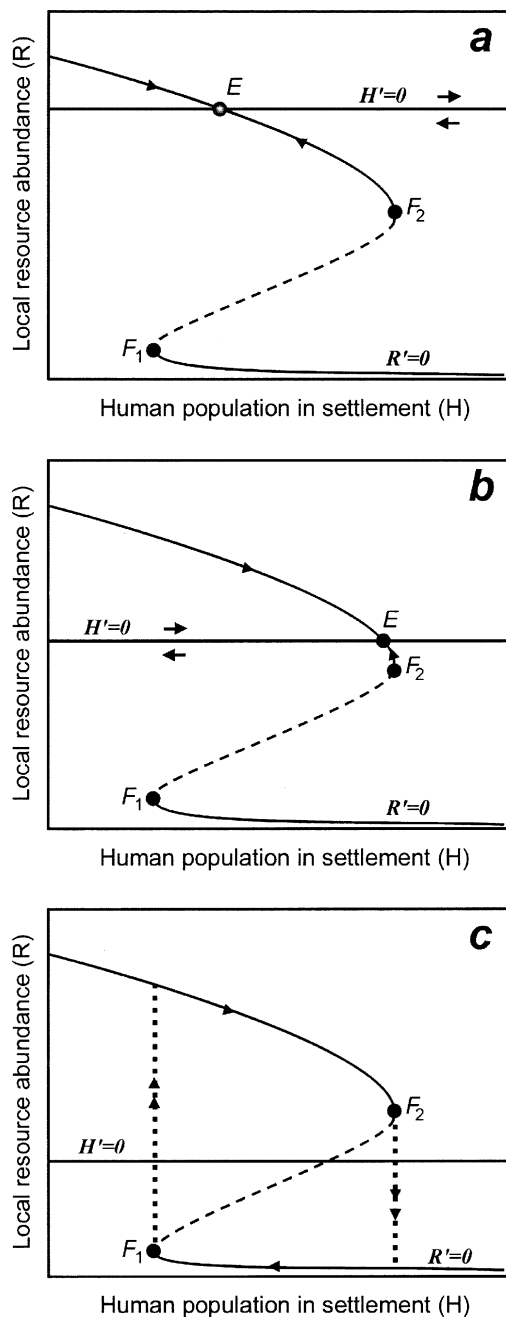 a
E
H'=0
F2
F1
R'=0
Local resource abundance (R)
Human population in settlement (H)
b
H'=0
E
F2
F1
R'=0
Local resource abundance (R)
Human population in settlement (H)
c
F2
H'=0
F1
R'=0
Local resource abundance (R)
Human population in settlement (H)